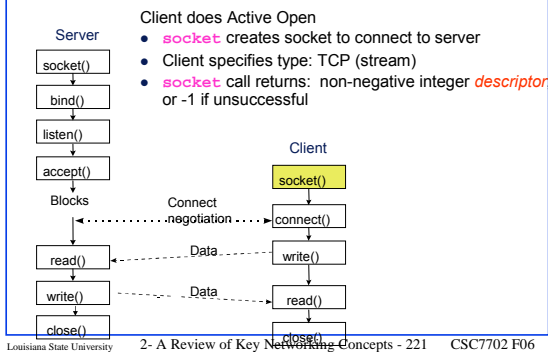 Client does Active Open
● socket creates socket to connect to server
● Client specifies type: TCP (stream)
● socket call returns: non-negative integer descriptor
or -1 if unsuccessful
Server
socket()
bind()
listen()
accept()
Blocks
read()
write()
close()
Connect
negotiation
Data
Data
Client
socket()
connect()
write()
read()
close()
Louisiana State University 2- A Review of Key Networking Concepts - 221 CSC7702 F06